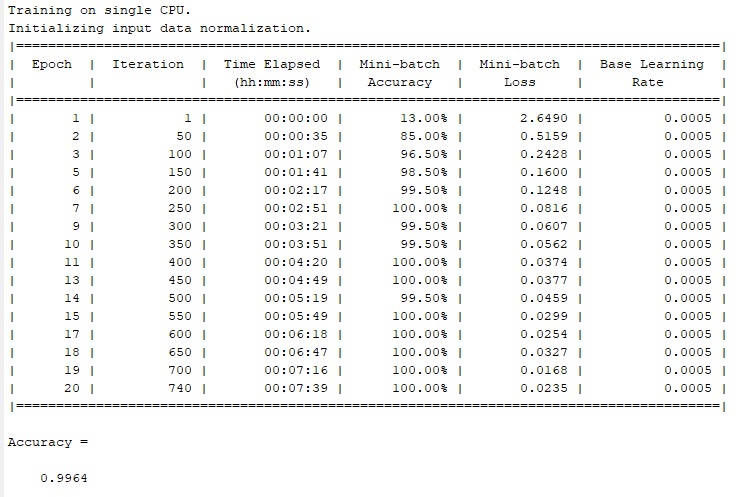 Training on single CPU.
Initializing input data normalization.
|========================================================================================|
|  Epoch  |  Iteration  |  Time Elapsed  |  Mini-batch  |  Mini-batch  |  Base Learning  |
|         |             |   (hh:mm:ss)   |   Accuracy   |     Loss     |      Rate       |
|========================================================================================|
|       1 |           1 |       00:00:00 |       13.00% |       2.6490 |          0.0005 |
|       2 |          50 |       00:00:35 |       85.00% |       0.5159 |          0.0005 |
|       3 |         100 |       00:01:07 |       96.50% |       0.2428 |          0.0005 |
|       5 |         150 |       00:01:41 |       98.50% |       0.1600 |          0.0005 |
|       6 |         200 |       00:02:17 |       99.50% |       0.1248 |          0.0005 |
|       7 |         250 |       00:02:51 |      100.00% |       0.0816 |          0.0005 |
|       9 |         300 |       00:03:21 |       99.50% |       0.0607 |          0.0005 |
|      10 |         350 |       00:03:51 |       99.50% |       0.0562 |          0.0005 |
|      11 |         400 |       00:04:20 |      100.00% |       0.0374 |          0.0005 |
|      13 |         450 |       00:04:49 |      100.00% |       0.0377 |          0.0005 |
|      14 |         500 |       00:05:19 |       99.50% |       0.0459 |          0.0005 |
|      15 |         550 |       00:05:49 |      100.00% |       0.0299 |          0.0005 |
|      17 |         600 |       00:06:18 |      100.00% |       0.0254 |          0.0005 |
|      18 |         650 |       00:06:47 |      100.00% |       0.0327 |          0.0005 |
|      19 |         700 |       00:07:16 |      100.00% |       0.0168 |          0.0005 |
|      20 |         740 |       00:07:39 |      100.00% |       0.0235 |          0.0005 |
|========================================================================================|
Accuracy =
0.9964